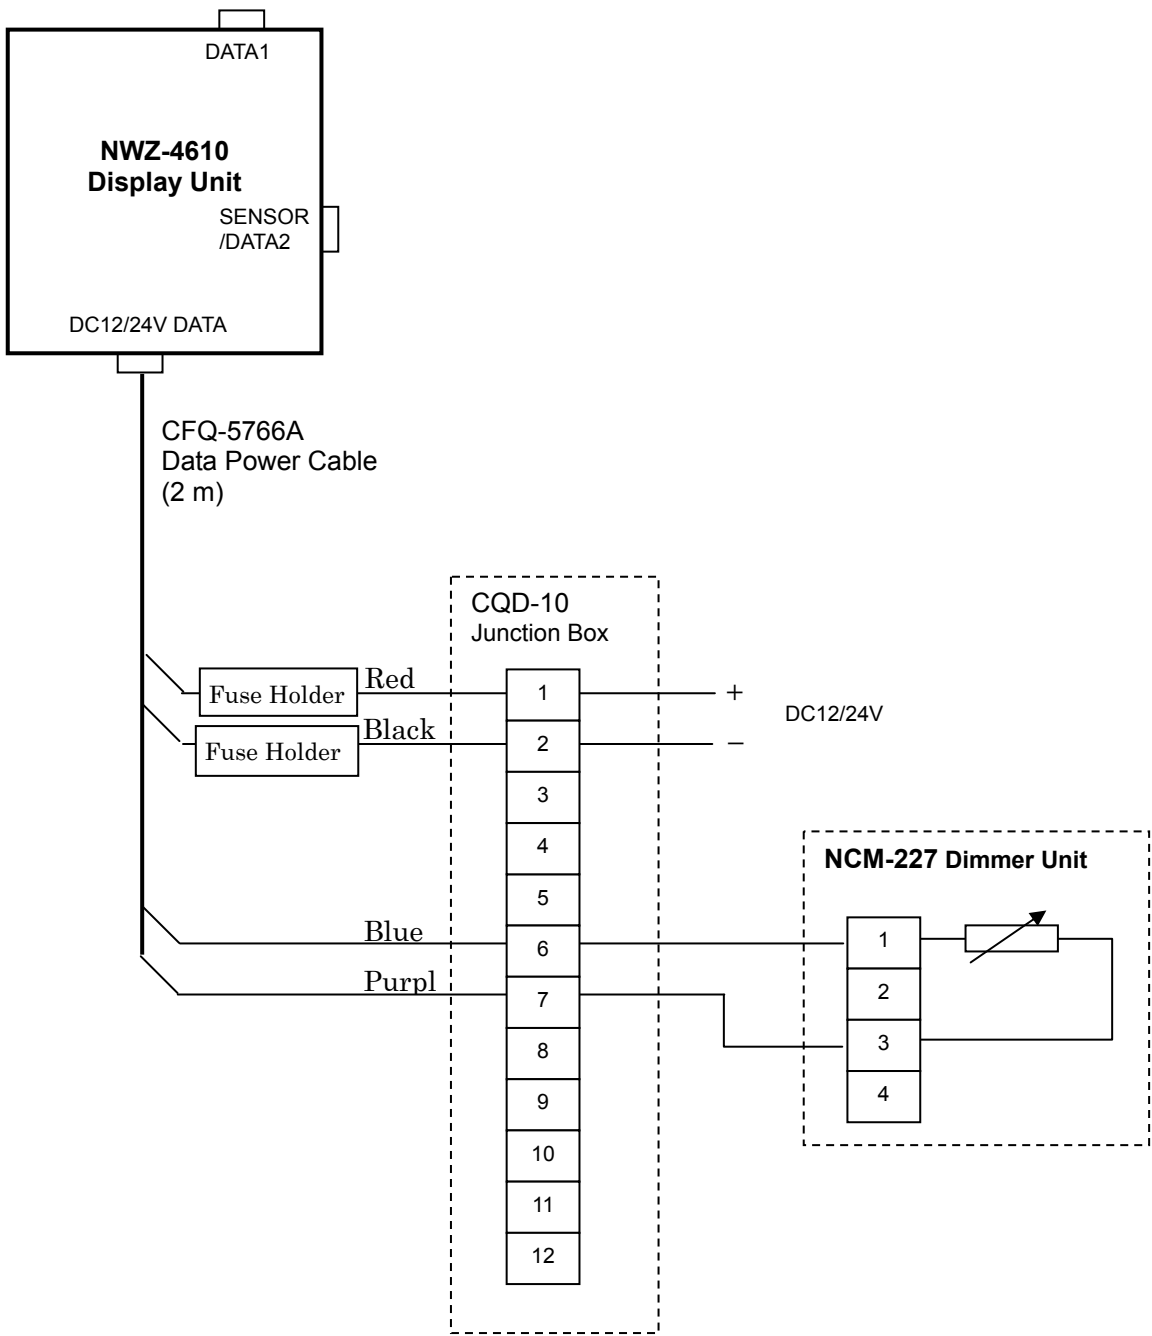 DATA1
NWZ-4610
Display Unit
SENSOR
/DATA2
DC12/24V DATA
CFQ-5766A
Data Power Cable
(2 m)
CQD-10
Junction Box
Fuse Holder
Red
1
+
DC12/24V
Fuse Holder
Black
2
−
3
4
5
Blue
6
Purpl
7
8
9
10
11
12
NCM-227 Dimmer Unit
1
2
3
4